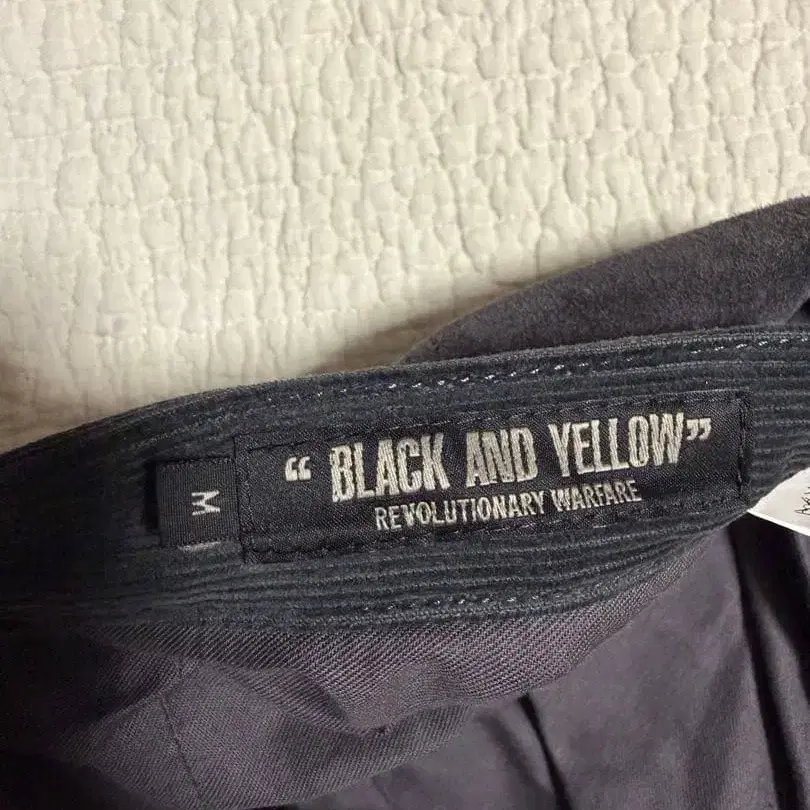 “ BLACK AND YELLOW”
REVOLUTIONARY WARFARE
M